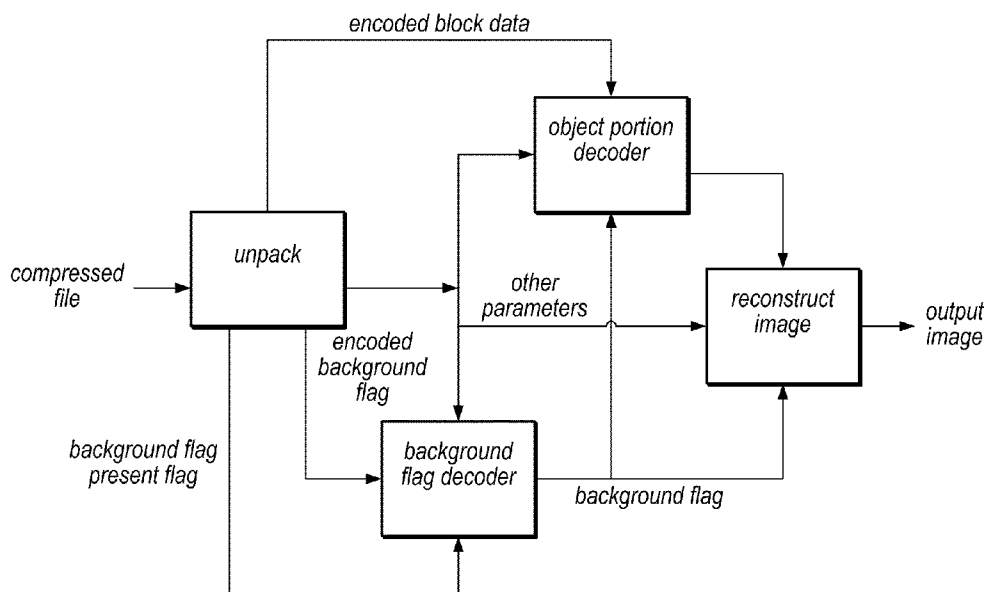 encoded block data
object portion
decoder
unpack
compressed
file
other
parameters
reconstruct
image
output
image
encoded
background
flag
background flag
present flag
background
flag decoder
background flag